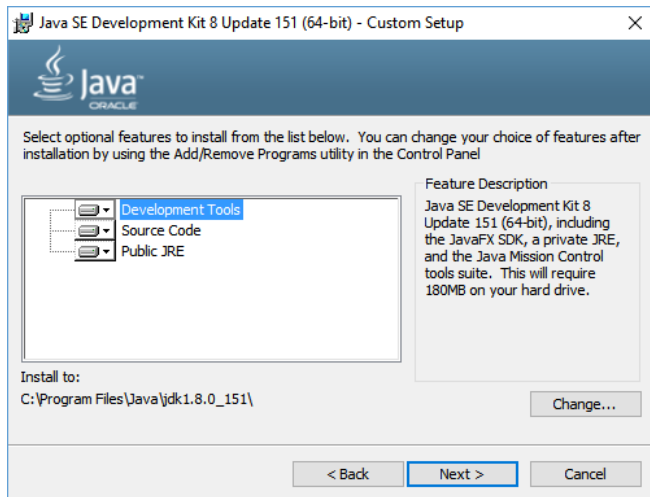 Java SE Development Kit 8 Update 151 (64-bit) - Custom Setup
Java™
ORACLE
Select optional features to install from the list below.  You can change your choice of features after
installation by using the Add/Remove Programs utility in the Control Panel
Development Tools
Source Code
Public JRE
Feature Description
Java SE Development Kit 8
Update 151 (64-bit), including
the JavaFX SDK, a private JRE,
and the Java Mission Control
tools suite.  This will require
180MB on your hard drive.
Install to:
C:\Program Files\Java\jdk1.8.0_151\
Change...
< Back
Next >
Cancel